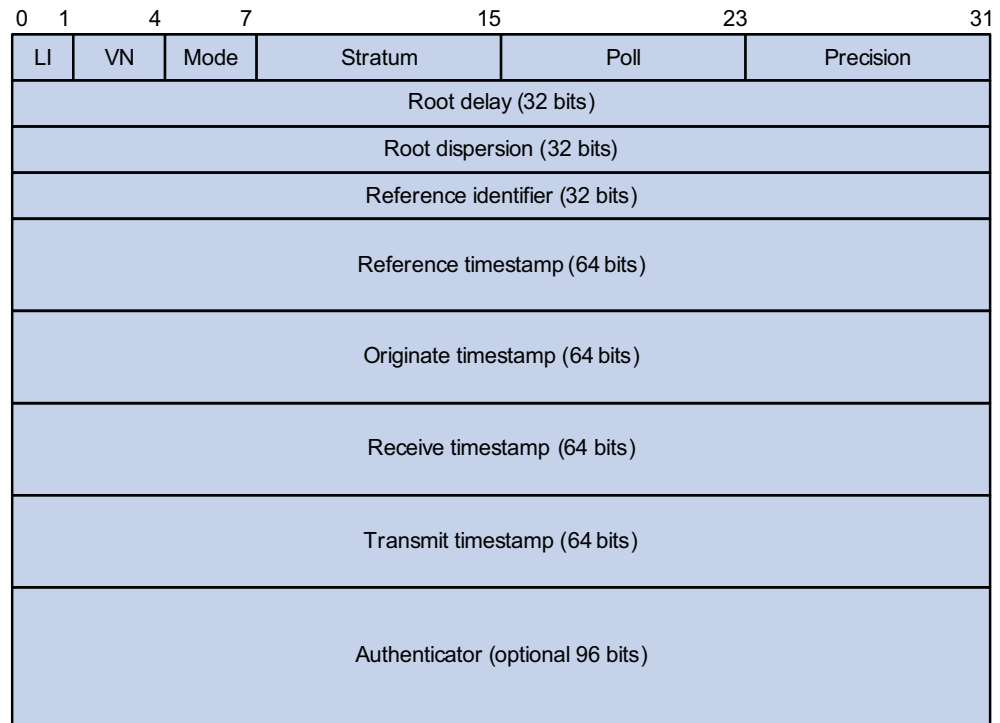 0 1 4 7 15 23 31
LI VN Mode Stratum Poll Precision
Root delay (32 bits)
Root dispersion (32 bits)
Reference identifier (32 bits)
Reference timestamp (64 bits)
Originate timestamp (64 bits)
Receive timestamp (64 bits)
Transmit timestamp (64 bits)
Authenticator (optional 96 bits)